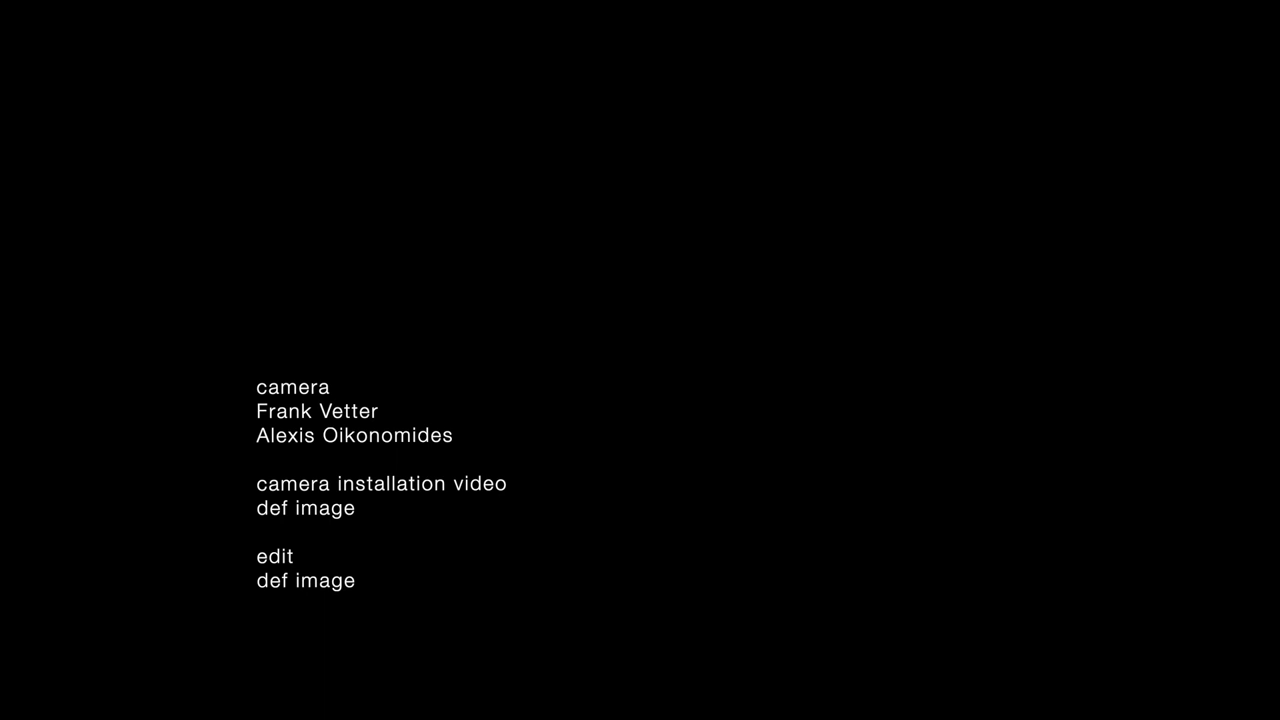 camera
Frank Vetter
Alexis Oikonomides
camera installation video
def image
edit
def image